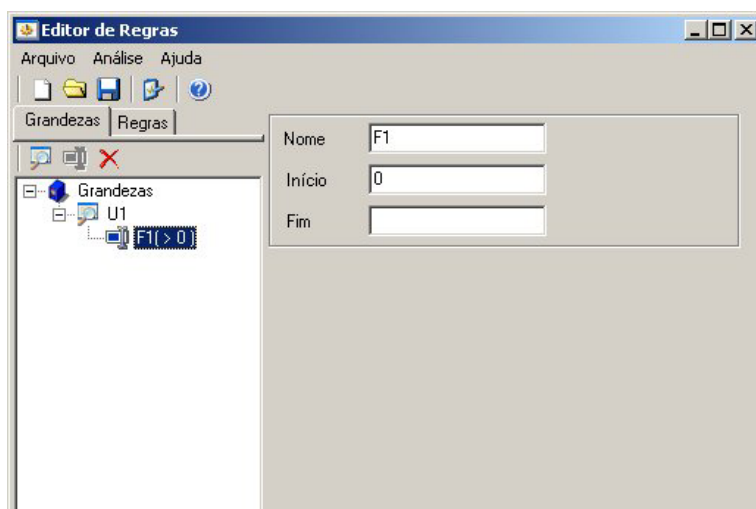 Editor de Regras
Arquivo Análise Ajuda
Grandezas Regras
Nome F1
Início 0
Fim
Grandezas
U1
F1( > 0 )